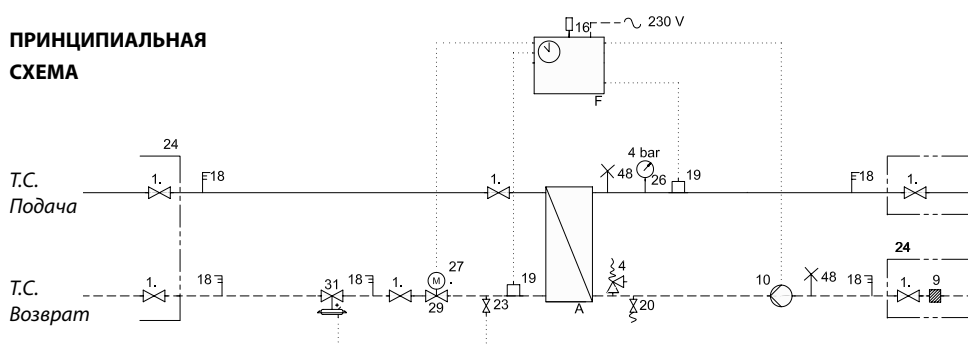 ПРИНЦИПИАЛЬНАЯ
СХЕМА
16
230 V
F
24
18
1.
1.
4 bar
48
26
19
18
1.
Т.С.
Подача
24
Т.С.
Возврат
1.
18
31
18
1.
M
27
.
29
23
19
A
4
20
10
48
18
1.
9